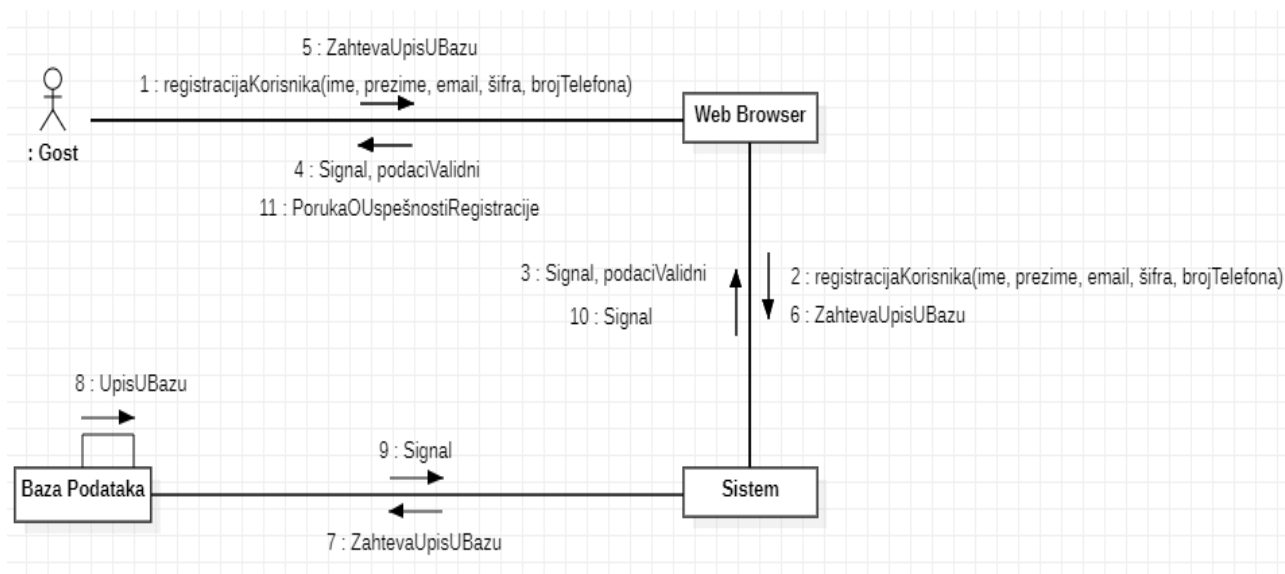 5 : ZahtevaUpisUBazu
1 : registracijaKorisnika(ime, prezime, email, šifra, brojTelefona)
Web Browser
: Gost
4 : Signal, podaciValidni
11 : PorukaOUspešnostiRegistracije
3 : Signal, podaciValidni
2 : registracijaKorisnika(ime, prezime, email, šifra, brojTelefona)
10 : Signal
6 : ZahtevaUpisUBazu
8 : UpisUBazu
9 : Signal
Baza Podataka
Sistem
7 : ZahtevaUpisUBazu